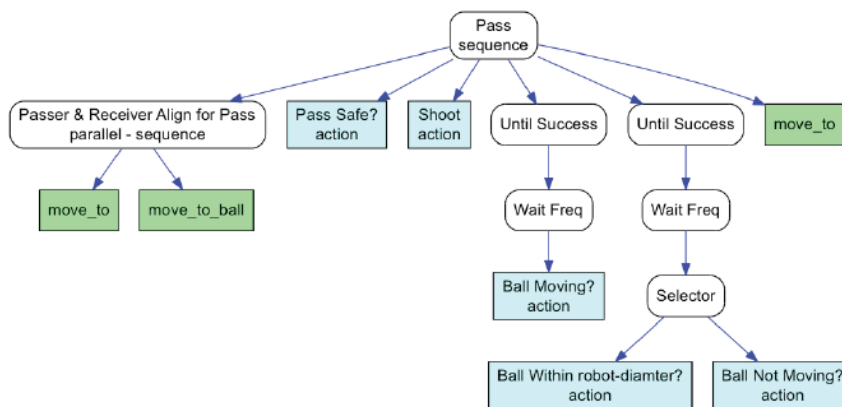 Pass
sequence
Passer & Receiver Align for Pass
parallel - sequence
Pass Safe?
action
Shoot
action
Until Success
Until Success
move_to
move_to
move_to_ball
Wait Freq
Wait Freq
Ball Moving?
action
Selector
Ball Within robot-diamter?
action
Ball Not Moving?
action